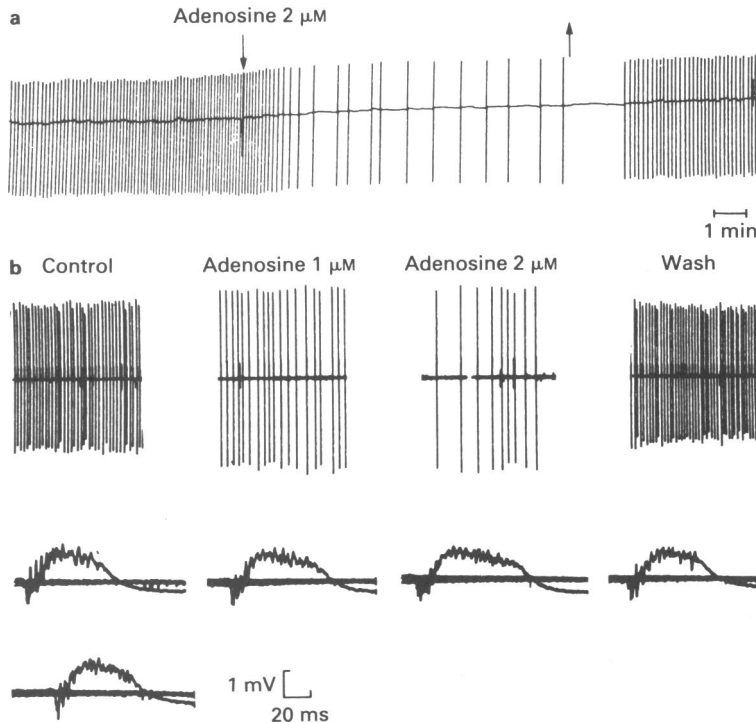 a
Adenosine 2 μM
1 min
b Control Adenosine 1 μM Adenosine 2 μM Wash
1 mV
20 ms